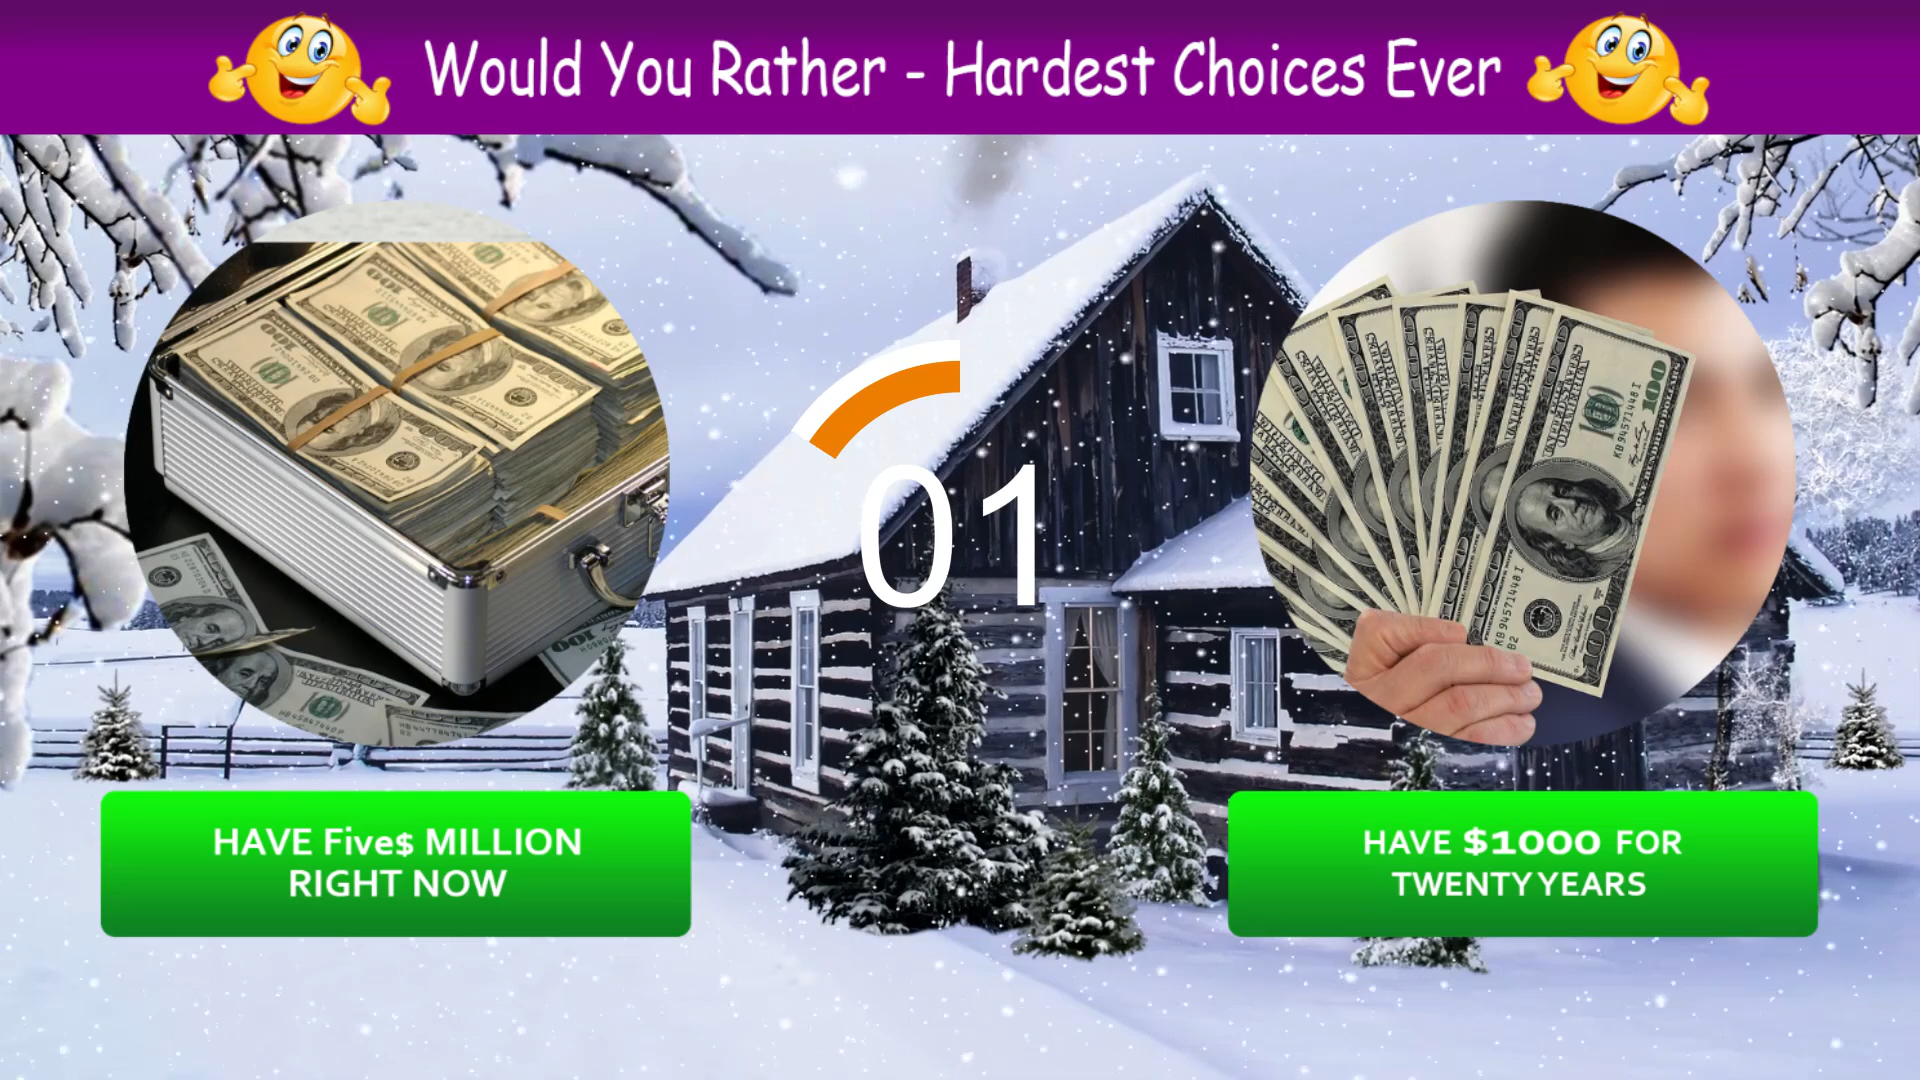 Would You Rather - Hardest Choices Ever
01
HAVE Five$ MILLION
RIGHT NOW
HAVE $1000 FOR
TWENTY YEARS